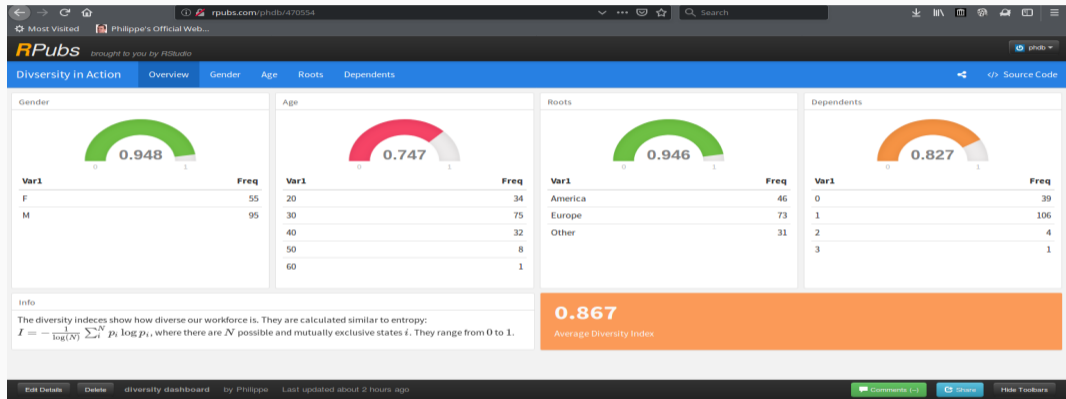 rpubs.com/phdb/470554
Search
Most Visited Philippe's Official Web...
RPubs brought to you by RStudio
phdb
Divsersity in Action Overview Gender Age Roots Dependents Source Code
Gender
0.948
0 1
Var1 Freq
F 55
M 95
Age
0.747
0 1
Var1 Freq
20 34
30 75
40 32
50 8
60 1
Roots
0.946
0 1
Var1 Freq
America 46
Europe 73
Other 31
Dependents
0.827
0 1
Var1 Freq
0 39
1 106
2 4
3 1
Info
The diversity indeces show how diverse our workforce is. They are calculated similar to entropy:
I = − 1/log(N) ∑ᵢᴺ pᵢ log pᵢ, where there are N possible and mutually exclusive states i. They range from 0 to 1.
0.867
Average Diversity Index
Edit Details Delete diversity dashboard by Philippe Last updated about 2 hours ago Comments (–) Share Hide Toolbars